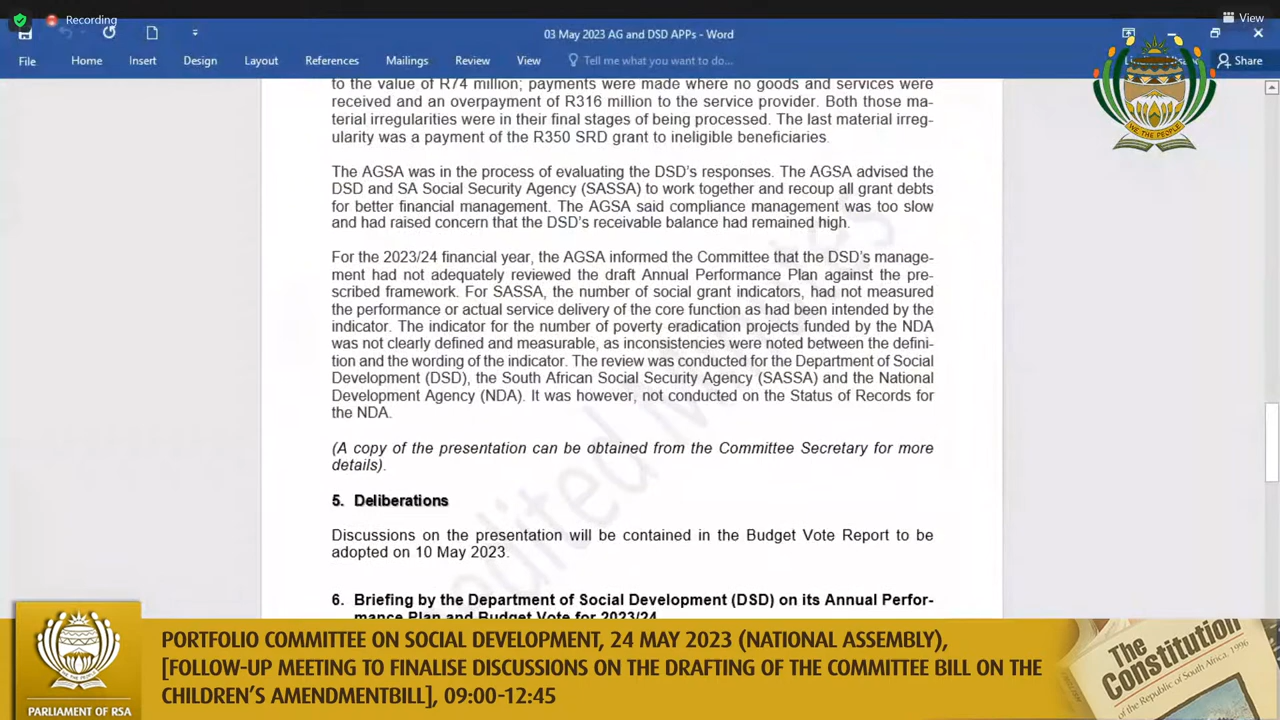 Recording
View
03 May 2023 AG and DSD APPs - Word
File
Home
Insert
Design
Layout
References
Mailings
Review
View
Tell me what you want to do...
Share
WE THE PEOPLE
to the value of R74 million; payments were made where no goods and services were
received and an overpayment of R316 million to the service provider. Both those ma-
terial irregularities were in their final stages of being processed. The last material irreg-
ularity was a payment of the R350 SRD grant to ineligible beneficiaries.
The AGSA was in the process of evaluating the DSD's responses. The AGSA advised the
DSD and SA Social Security Agency (SASSA) to work together and recoup all grant debts
for better financial management. The AGSA said compliance management was too slow
and had raised concern that the DSD's receivable balance had remained high.
For the 2023/24 financial year, the AGSA informed the Committee that the DSD's manage-
ment had not adequately reviewed the draft Annual Performance Plan against the pre-
scribed framework. For SASSA, the number of social grant indicators, had not measured
the performance or actual service delivery of the core function as had been intended by the
indicator. The indicator for the number of poverty eradication projects funded by the NDA
was not clearly defined and measurable, as inconsistencies were noted between the defini-
tion and the wording of the indicator. The review was conducted for the Department of Social
Development (DSD), the South African Social Security Agency (SASSA) and the National
Development Agency (NDA). It was however, not conducted on the Status of Records for
the NDA.
(A copy of the presentation can be obtained from the Committee Secretary for more
details).
5. Deliberations
Discussions on the presentation will be contained in the Budget Vote Report to be
adopted on 10 May 2023.
6. Briefing by the Department of Social Development (DSD) on its Annual Perfor-
mance Plan and Budget Vote for 2023/24
PORTFOLIO COMMITTEE ON SOCIAL DEVELOPMENT, 24 MAY 2023 (NATIONAL ASSEMBLY),
[FOLLOW-UP MEETING TO FINALISE DISCUSSIONS ON THE DRAFTING OF THE COMMITTEE BILL ON THE
CHILDREN'S AMENDMENTBILL], 09:00-12:45
PARLIAMENT OF RSA
The
Constitution
of the Republic of South Africa, 1996